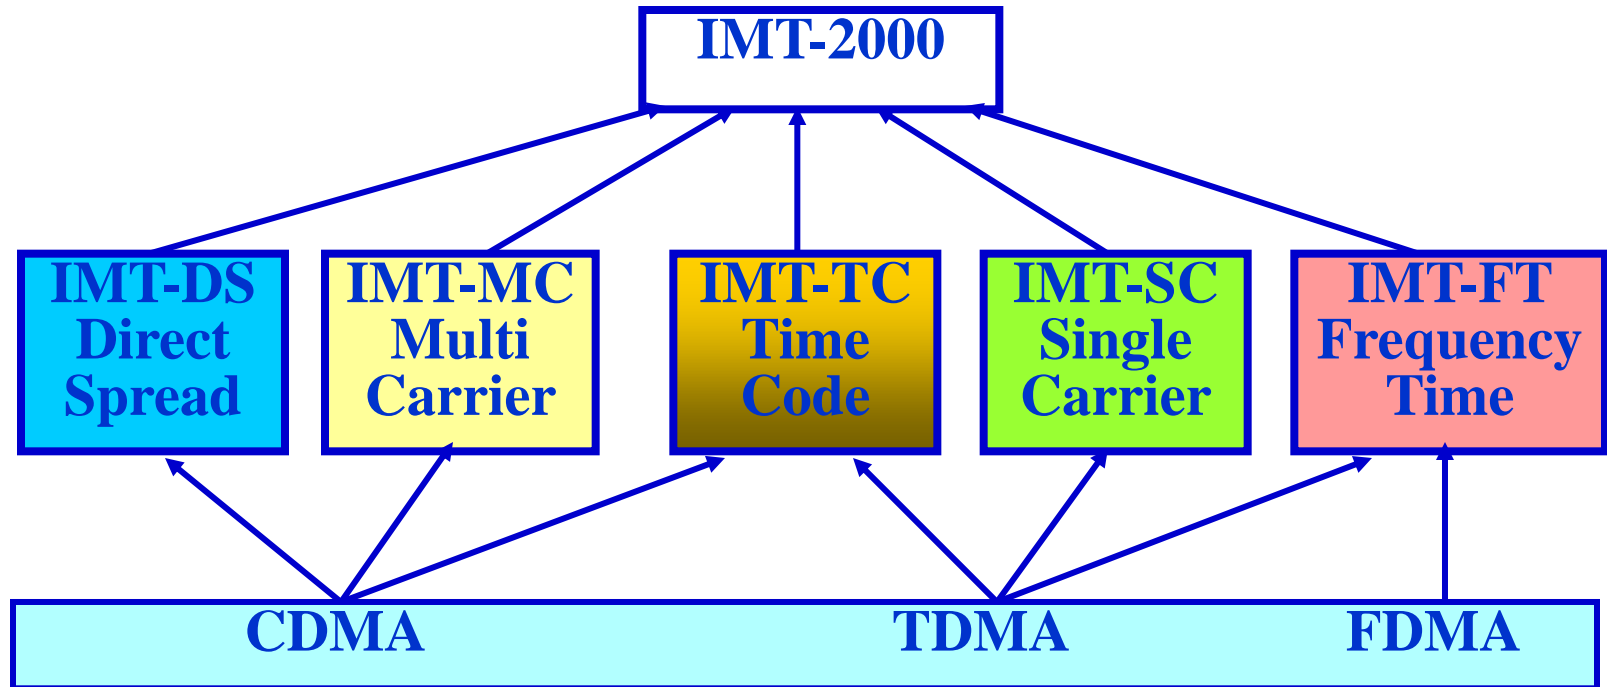 IMT-2000
IMT-DS
Direct
Spread
IMT-MC
Multi
Carrier
IMT-TC
Time
Code
IMT-SC
Single
Carrier
IMT-FT
Frequency
Time
CDMA
TDMA
FDMA